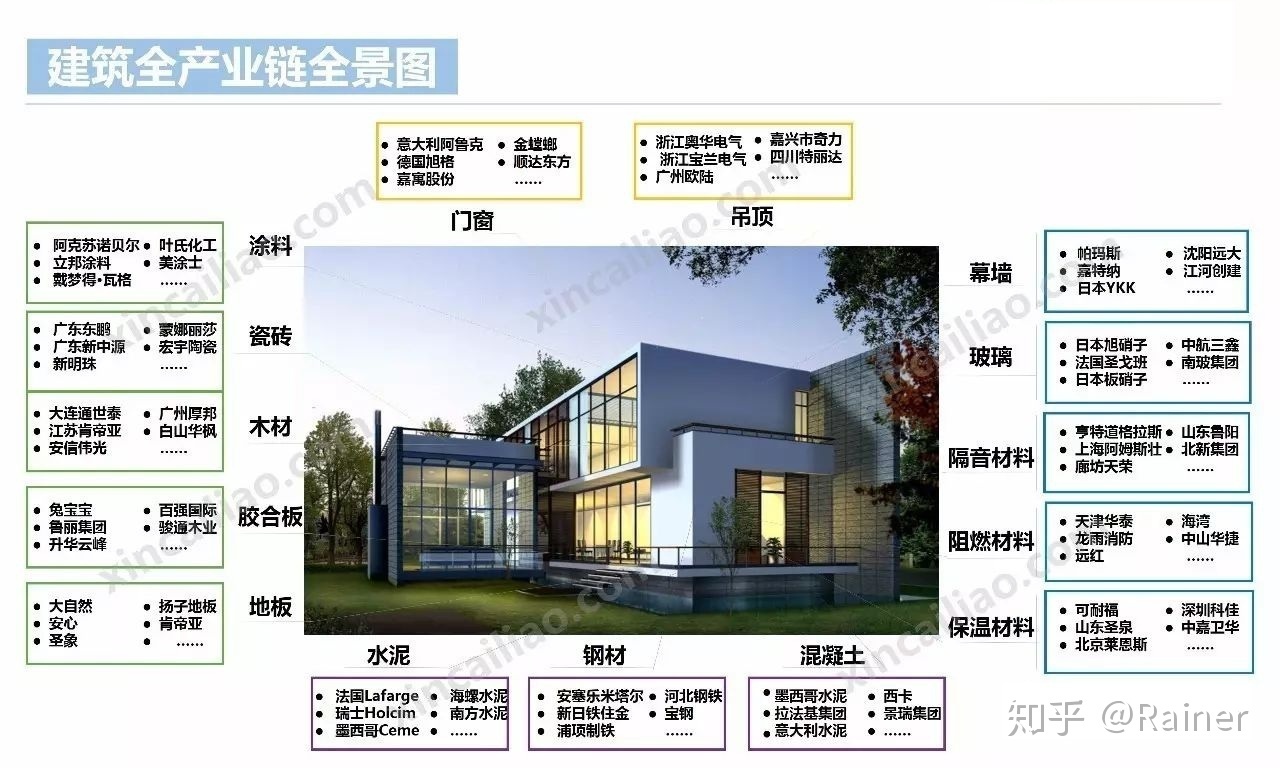 建筑全产业链全景图
• 意大利阿鲁克 • 金螳螂
• 德国旭格 • 顺达东方
• 嘉寓股份 ......
门窗
• 浙江奥华电气 • 嘉兴市奇力
• 浙江宝兰电气 • 四川特丽达
• 广州欧陆 ......
吊顶
• 阿克苏诺贝尔 • 叶氏化工
• 立邦涂料 • 美涂士
• 戴梦得·瓦格 ......
涂料
• 广东东鹏 • 蒙娜丽莎
• 广东新中源 • 宏宇陶瓷
• 新明珠 ......
瓷砖
• 大连通世泰 • 广州厚邦
• 江苏肯帝亚 • 白山华枫
• 安信伟光 ......
木材
• 兔宝宝 • 百强国际
• 鲁丽集团 • 骏通木业
• 升华云峰 ......
胶合板
• 大自然 • 扬子地板
• 安心 • 肯帝亚
• 圣象 • ......
地板
幕墙
• 帕玛斯 • 沈阳远大
• 嘉特纳 • 江河创建
• 日本YKK ......
玻璃
• 日本旭硝子 • 中航三鑫
• 法国圣戈班 • 南玻集团
• 日本板硝子 ......
隔音材料
• 亨特道格拉斯 • 山东鲁阳
• 上海阿姆斯壮 • 北新集团
• 廊坊天荣 ......
阻燃材料
• 天津华泰 • 海湾
• 龙雨消防 • 中山华捷
远红 ......
保温材料
• 可耐福 • 深圳科佳
• 山东圣泉 • 中嘉卫华
• 北京莱恩斯 ......
水泥
• 法国Lafarge • 海螺水泥
• 瑞士Holcim • 南方水泥
• 墨西哥Ceme • ......
钢材
• 安塞乐米塔尔 • 河北钢铁
• 新日铁住金 • 宝钢
• 浦项制铁 ......
混凝土
• 墨西哥水泥 • 西卡
• 拉法基集团 • 景瑞集团
• 意大利水泥 • ......
xincailiao.com
xincailiao.com
xincailiao.com
xincailiao.com
xincailiao.com
xincailiao.com
知乎 @Rainer